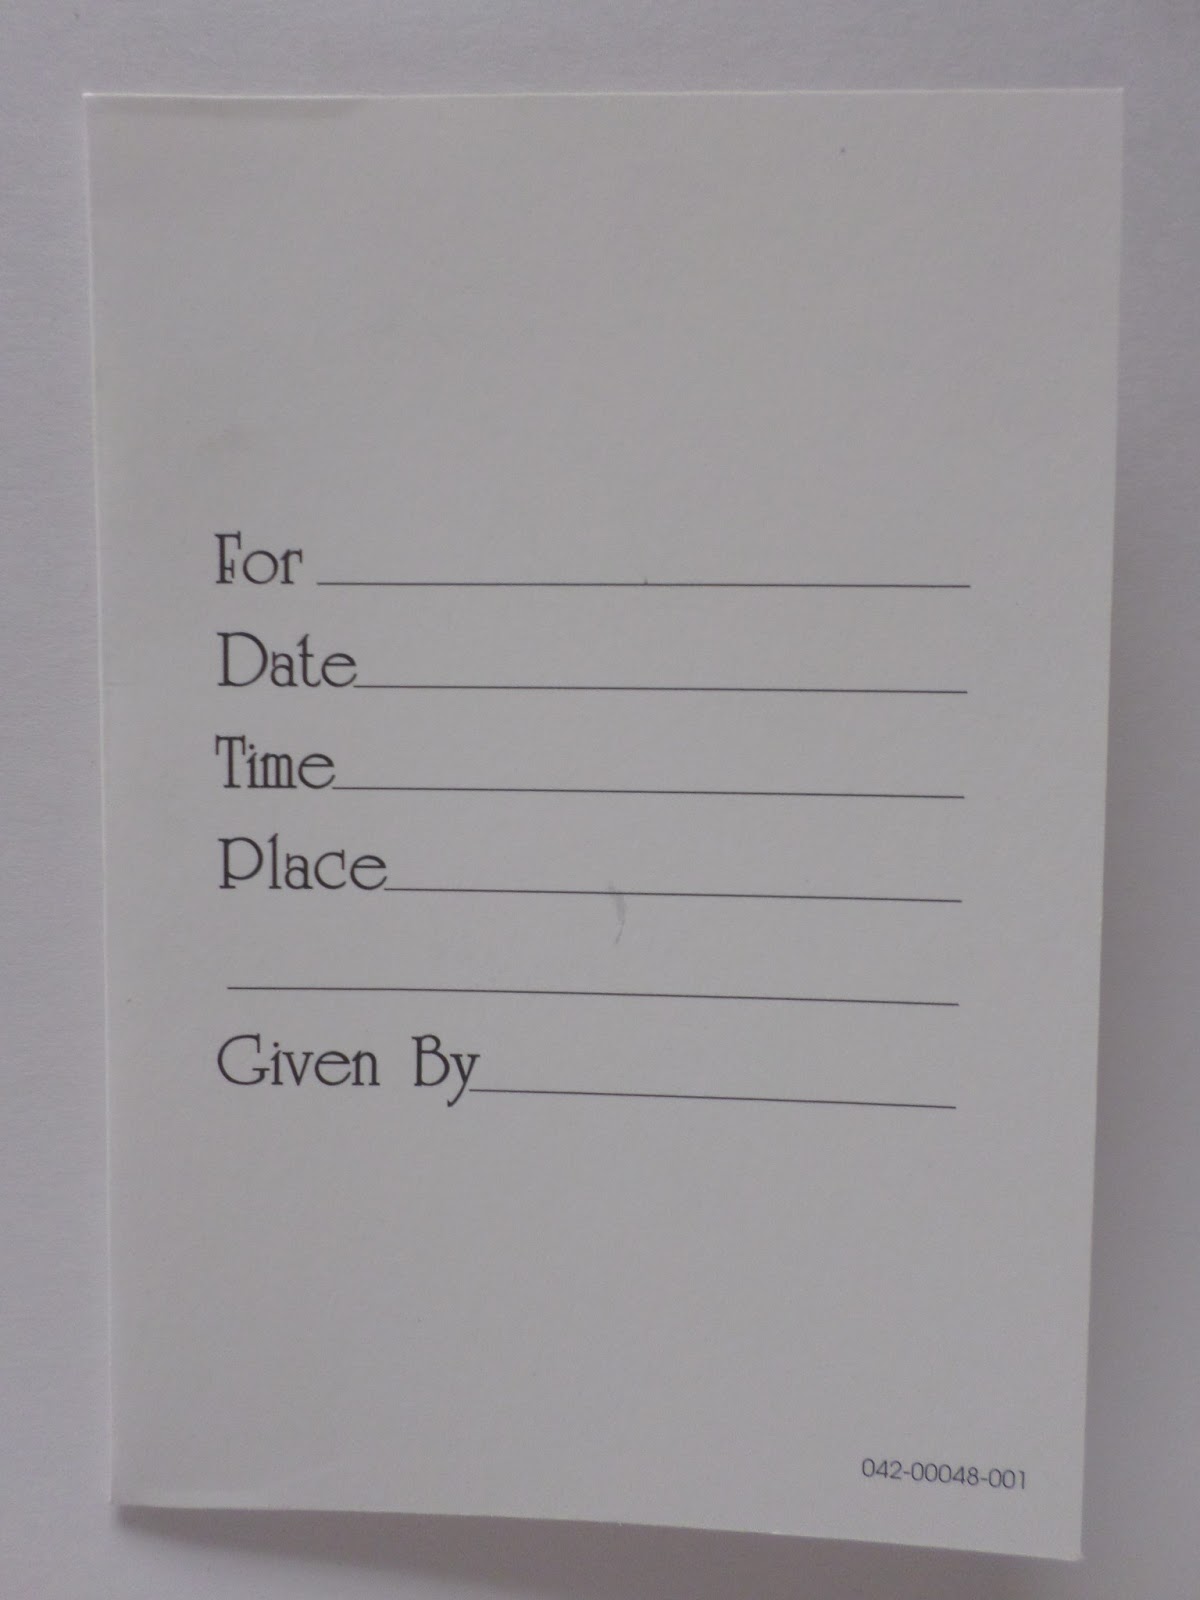 For
Date
Time
Place
Given By
042-00048-001